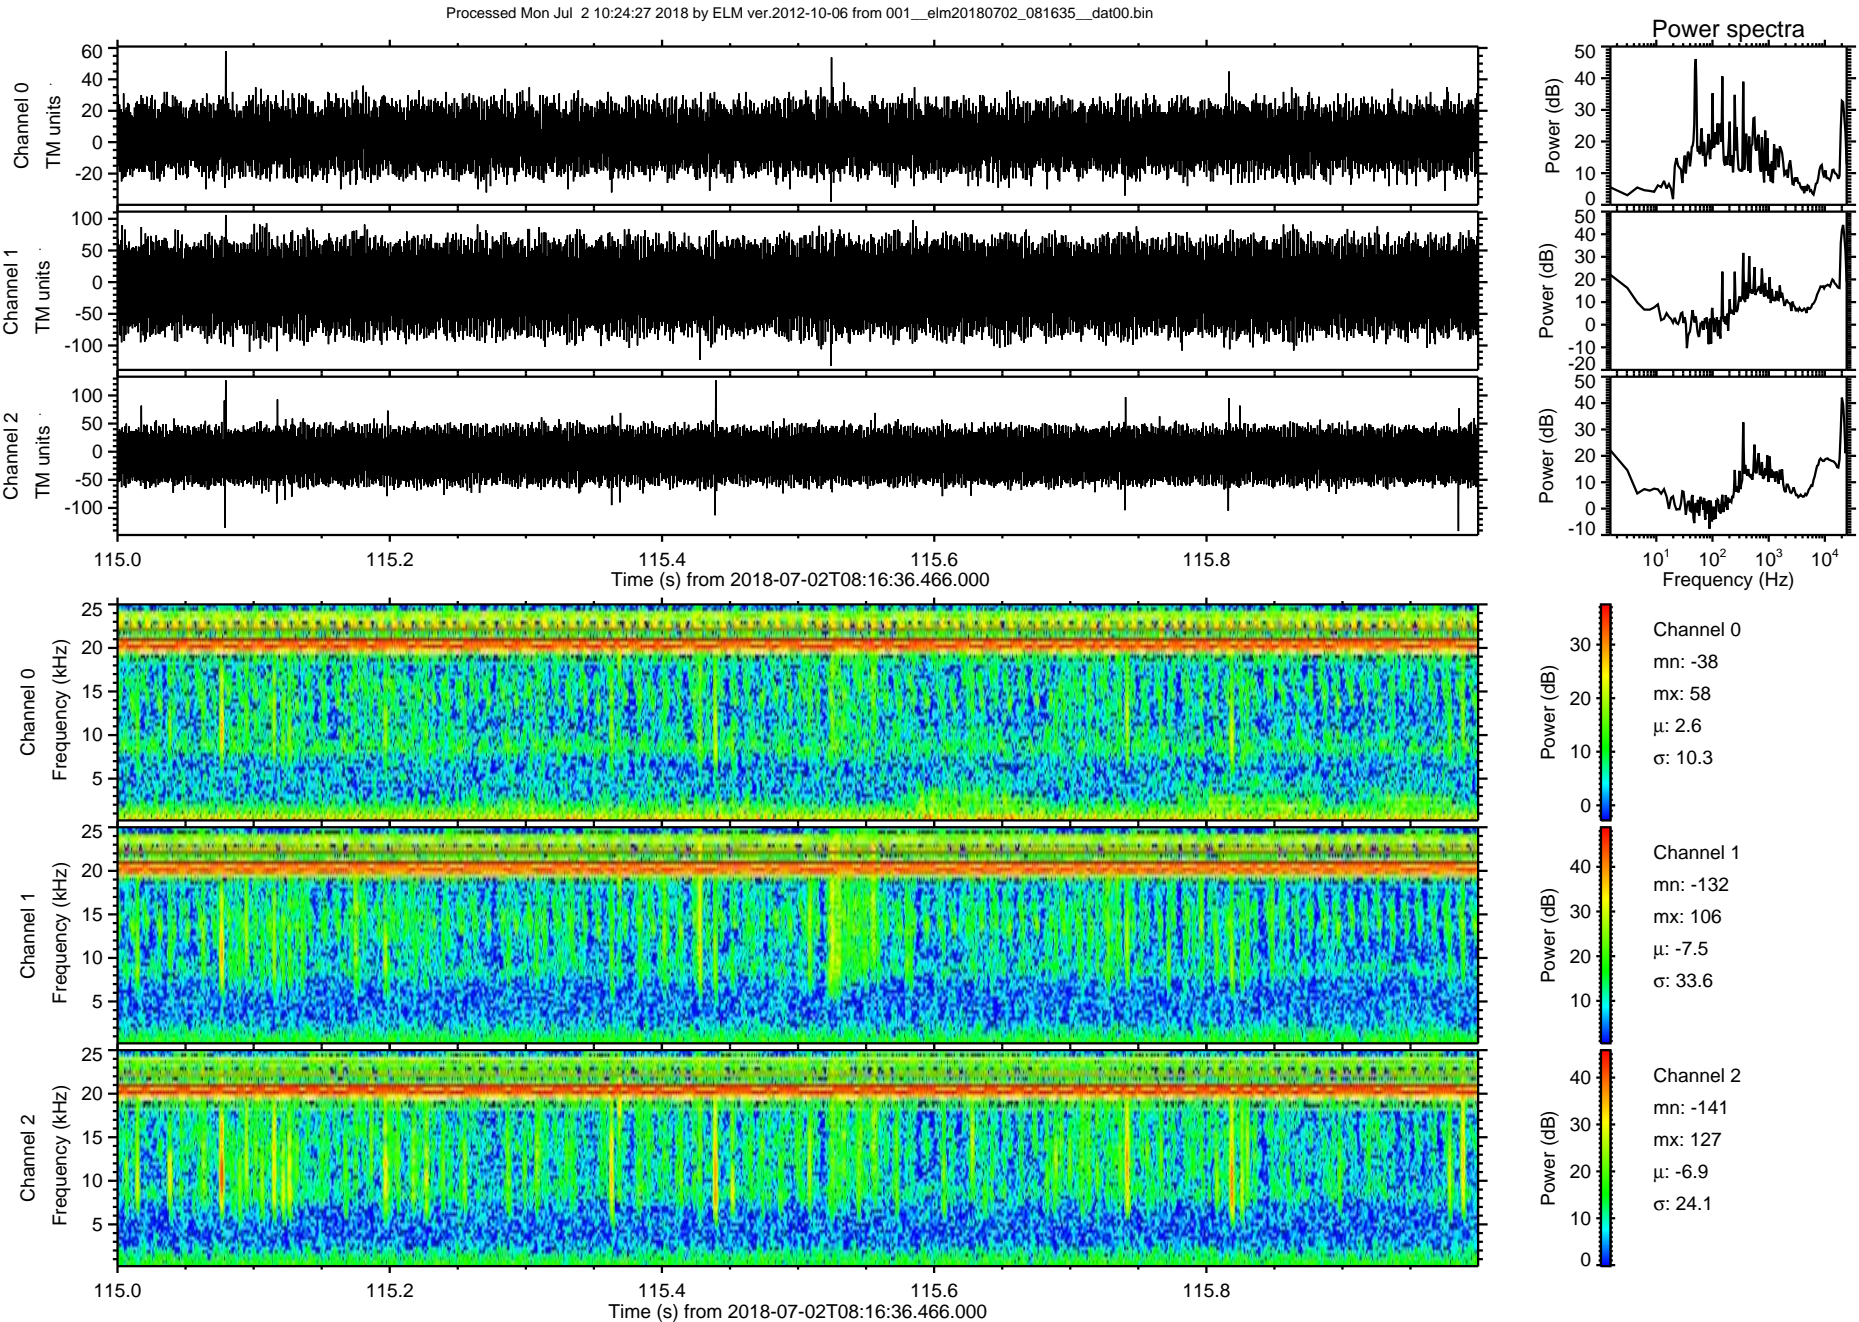 Processed Mon Jul  2 10:24:27 2018 by ELM ver.2012-10-06 from 001__elm20180702_081635__dat00.bin
Power spectra
Channel 0
TM units
60
40
20
0
-20
Power (dB)
50
40
30
20
10
0
Channel 1
TM units
100
50
0
-50
-100
Power (dB)
50
40
30
20
10
0
-10
-20
Channel 2
TM units
100
50
0
-50
-100
Power (dB)
50
40
30
20
10
0
-10
115.0 115.2 115.4 115.6 115.8
Time (s) from 2018-07-02T08:16:36.466.000
10^1 10^2 10^3 10^4
Frequency (Hz)
Channel 0
Frequency (kHz)
25
20
15
10
5
Power (dB)
30
20
10
0
Channel 0
mn: -38
mx: 58
μ: 2.6
σ: 10.3
Channel 1
Frequency (kHz)
25
20
15
10
5
Power (dB)
40
30
20
10
Channel 1
mn: -132
mx: 106
μ: -7.5
σ: 33.6
Channel 2
Frequency (kHz)
25
20
15
10
5
Power (dB)
40
30
20
10
0
Channel 2
mn: -141
mx: 127
μ: -6.9
σ: 24.1
115.0 115.2 115.4 115.6 115.8
Time (s) from 2018-07-02T08:16:36.466.000